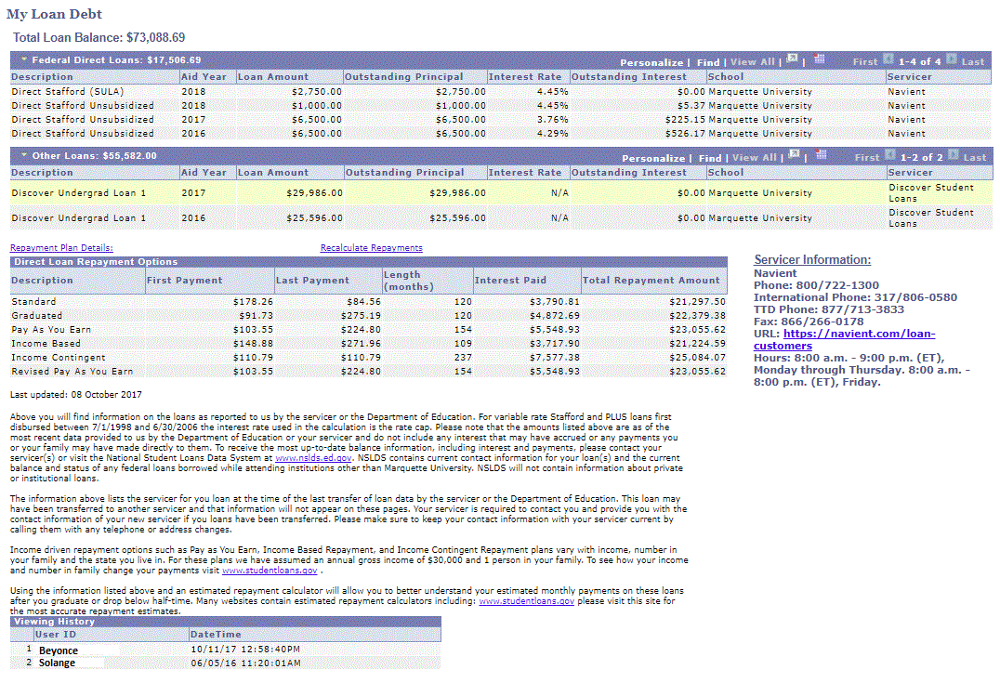 My Loan Debt
Total Loan Balance: $73,088.69
Federal Direct Loans: $17,506.69 Personalize | Find | View All | | First 1-4 of 4 Last
Description Aid Year Loan Amount Outstanding Principal Interest Rate Outstanding Interest School Servicer
Direct Stafford (SULA) 2018 $2,750.00 $2,750.00 4.45% $0.00 Marquette University Navient
Direct Stafford Unsubsidized 2018 $1,000.00 $1,000.00 4.45% $5.37 Marquette University Navient
Direct Stafford Unsubsidized 2017 $6,500.00 $6,500.00 3.76% $225.15 Marquette University Navient
Direct Stafford Unsubsidized 2016 $6,500.00 $6,500.00 4.29% $526.17 Marquette University Navient
Other Loans: $55,582.00 Personalize | Find | View All | | First 1-2 of 2 Last
Description Aid Year Loan Amount Outstanding Principal Interest Rate Outstanding Interest School Servicer
Discover Undergrad Loan 1 2017 $29,986.00 $29,986.00 N/A $0.00 Marquette University Discover Student
Loans
Discover Undergrad Loan 1 2016 $25,596.00 $25,596.00 N/A $0.00 Marquette University Discover Student
Loans
Repayment Plan Details: Recalculate Repayments
Direct Loan Repayment Options
Description First Payment Last Payment Length
(months) Interest Paid Total Repayment Amount
Standard $178.26 $84.56 120 $3,790.81 $21,297.50
Graduated $91.73 $275.19 120 $4,872.69 $22,379.38
Pay As You Earn $103.55 $224.80 154 $5,548.93 $23,055.62
Income Based $148.88 $271.96 109 $3,717.90 $21,224.59
Income Contingent $110.79 $110.79 237 $7,577.38 $25,084.07
Revised Pay As You Earn $103.55 $224.80 154 $5,548.93 $23,055.62
Servicer Information:
Navient
Phone: 800/722-1300
International Phone: 317/806-0580
TTD Phone: 877/713-3833
Fax: 866/266-0178
URL: https://navient.com/loan-
customers
Hours: 8:00 a.m. - 9:00 p.m. (ET),
Monday through Thursday. 8:00 a.m. -
8:00 p.m. (ET), Friday.
Last updated: 08 October 2017
Above you will find information on the loans as reported to us by the servicer or the Department of Education. For variable rate Stafford and PLUS loans first
disbursed between 7/1/1998 and 6/30/2006 the interest rate used in the calculation is the rate cap. Please note that the amounts listed above are as of the
most recent data provided to us by the Department of Education or your servicer and do not include any interest that may have accrued or any payments you
or your family may have made directly to them. To receive the most up-to-date balance information, including interest and payments, please contact your
servicer(s) or visit the National Student Loans Data System at www.nslds.ed.gov. NSLDS contains current contact information for your loan(s) and the current
balance and status of any federal loans borrowed while attending institutions other than Marquette University. NSLDS will not contain information about private
or institutional loans.
The information above lists the servicer for you loan at the time of the last transfer of loan data by the servicer or the Department of Education. This loan may
have been transferred to another servicer and that information will not appear on these pages. Your servicer is required to contact you and provide you with the
contact information of your new servicer if you loans have been transferred. Please make sure to keep your contact information with your servicer current by
calling them with any telephone or address changes.
Income driven repayment options such as Pay as You Earn, Income Based Repayment, and Income Contingent Repayment plans vary with income, number in
your family and the state you live in. For these plans we have assumed an annual gross income of $30,000 and 1 person in your family. To see how your income
and number in family change your payments visit www.studentloans.gov .
Using the information listed above and an estimated repayment calculator will allow you to better understand your estimated monthly payments on these loans
after you graduate or drop below half-time. Many websites contain estimated repayment calculators including: www.studentloans.gov please visit this site for
the most accurate repayment estimates.
Viewing History
User ID DateTime
1 Beyonce 10/11/17 12:58:40PM
2 Solange 06/05/16 11:20:01AM